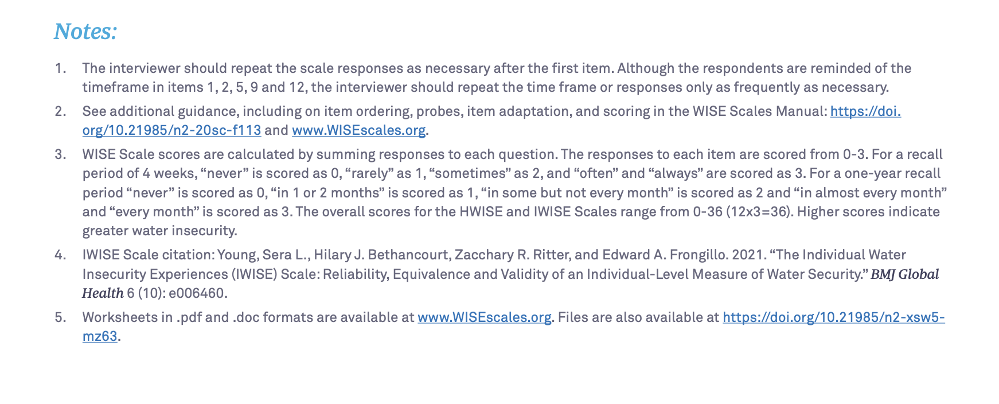 Notes:
1. The interviewer should repeat the scale responses as necessary after the first item. Although the respondents are reminded of the
timeframe in items 1, 2, 5, 9 and 12, the interviewer should repeat the time frame or responses only as frequently as necessary.
2. See additional guidance, including on item ordering, probes, item adaptation, and scoring in the WISE Scales Manual: https://doi.
org/10.21985/n2-20sc-f113 and www.WISEscales.org.
3. WISE Scale scores are calculated by summing responses to each question. The responses to each item are scored from 0-3. For a recall
period of 4 weeks, “never” is scored as 0, “rarely” as 1, “sometimes” as 2, and “often” and “always” are scored as 3. For a one-year recall
period “never” is scored as 0, “in 1 or 2 months” is scored as 1, “in some but not every month” is scored as 2 and “in almost every month”
and “every month” is scored as 3. The overall scores for the HWISE and IWISE Scales range from 0-36 (12x3=36). Higher scores indicate
greater water insecurity.
4. IWISE Scale citation: Young, Sera L., Hilary J. Bethancourt, Zacchary R. Ritter, and Edward A. Frongillo. 2021. “The Individual Water
Insecurity Experiences (IWISE) Scale: Reliability, Equivalence and Validity of an Individual-Level Measure of Water Security.” BMJ Global
Health 6 (10): e006460.
5. Worksheets in .pdf and .doc formats are available at www.WISEscales.org. Files are also available at https://doi.org/10.21985/n2-xsw5-
mz63.